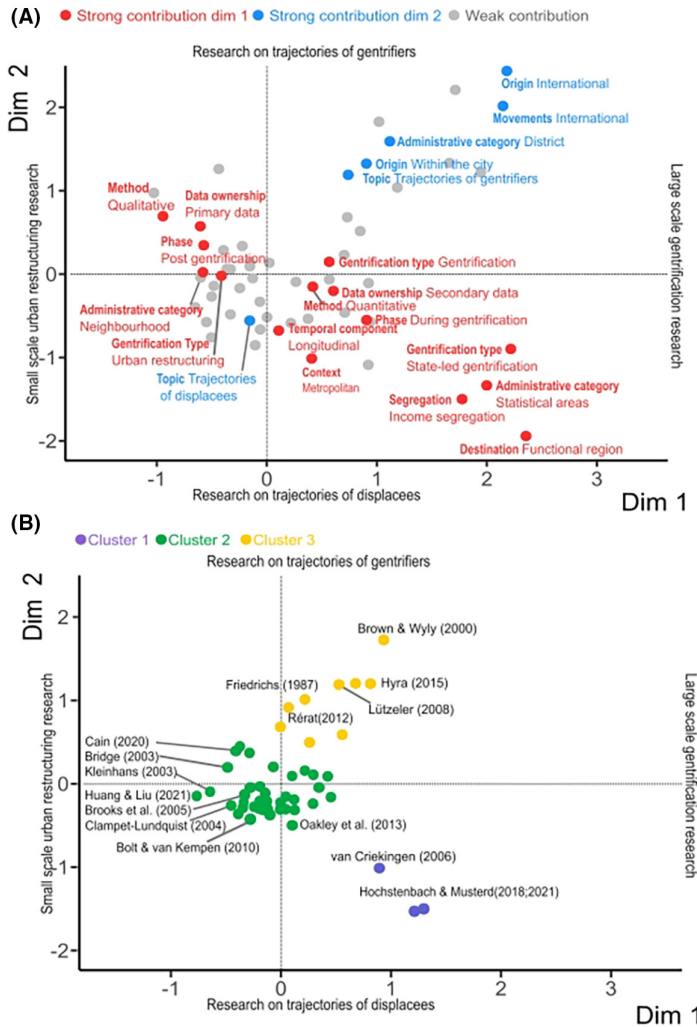 (A)
Strong contribution dim 1 Strong contribution dim 2 Weak contribution
Research on trajectories of gentrifiers
Dim 2
Small scale urban restructuring research
Large scale gentrification research
2
1
0
-1
-2
Origin International
Movements International
Administrative category District
Origin Within the city
Topic Trajectories of gentrifiers
Method
Qualitative
Data ownership
Primary data
Phase
Post gentrification
Gentrification type Gentrification
Data ownership Secondary data
Method Quantitative
Phase During gentrification
Administrative category
Neighbourhood
Temporal component
Longitudinal
Gentrification Type
Urban restructuring
Gentrification type
State-led gentrification
Context
Metropolitan
Topic Trajectories
of displacees
Administrative category
Statistical areas
Segregation
Income segregation
Destination Functional region
-1 0 1 2 3
Research on trajectories of displacees
Dim 1
(B)
Cluster 1 Cluster 2 Cluster 3
Research on trajectories of gentrifiers
Dim 2
Small scale urban restructuring research
Large scale gentrification research
2
1
0
-1
-2
Brown & Wyly (2000)
Friedrichs (1987)
Hyra (2015)
Lützeler (2008)
Rérat(2012)
Cain (2020)
Bridge (2003)
Kleinhans (2003)
Huang & Liu (2021)
Brooks et al. (2005)
Clampet-Lundquist (2004)
Oakley et al. (2013)
Bolt & van Kempen (2010)
van Criekingen (2006)
Hochstenbach & Musterd(2018;2021)
-1 0 1 2 3
Research on trajectories of displacees
Dim 1